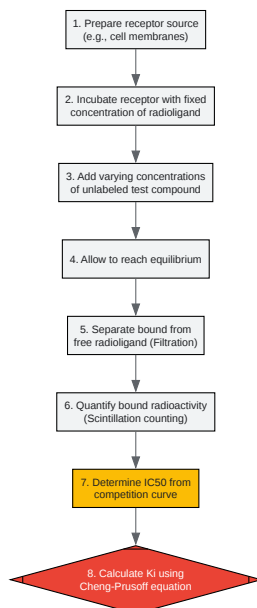 1. Prepare receptor source
(e.g., cell membranes)
2. Incubate receptor with fixed
concentration of radioligand
3. Add varying concentrations
of unlabeled test compound
4. Allow to reach equilibrium
5. Separate bound from
free radioligand (Filtration)
6. Quantify bound radioactivity
(Scintillation counting)
7. Determine IC50 from
competition curve
8. Calculate Ki using
Cheng-Prusoff equation